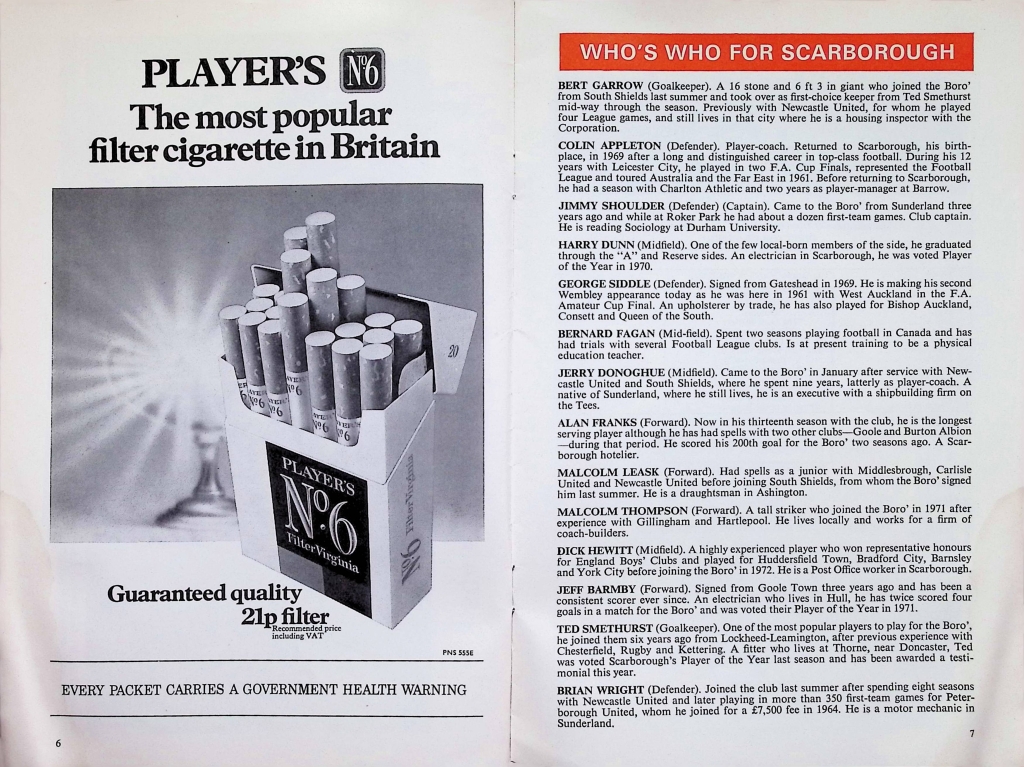 PLAYER'S Nº6
The most popular
filter cigarette in Britain
20
PLAYER'S
Nº6
Filter Virginia
Nº6 Filter Virginia
Guaranteed quality
21p filter
Recommended price
including VAT
PNS 555E
EVERY PACKET CARRIES A GOVERNMENT HEALTH WARNING
6
WHO'S WHO FOR SCARBOROUGH
BERT GARROW (Goalkeeper). A 16 stone and 6 ft 3 in giant who joined the Boro'
from South Shields last summer and took over as first-choice keeper from Ted Smethurst
mid-way through the season. Previously with Newcastle United, for whom he played
four League games, and still lives in that city where he is a housing inspector with the
Corporation.
COLIN APPLETON (Defender). Player-coach. Returned to Scarborough, his birth-
place, in 1969 after a long and distinguished career in top-class football. During his 12
years with Leicester City, he played in two F.A. Cup Finals, represented the Football
League and toured Australia and the Far East in 1961. Before returning to Scarborough,
he had a season with Charlton Athletic and two years as player-manager at Barrow.
JIMMY SHOULDER (Defender) (Captain). Came to the Boro' from Sunderland three
years ago and while at Roker Park he had about a dozen first-team games. Club captain.
He is reading Sociology at Durham University.
HARRY DUNN (Midfield). One of the few local-born members of the side, he graduated
through the "A" and Reserve sides. An electrician in Scarborough, he was voted Player
of the Year in 1970.
GEORGE SIDDLE (Defender). Signed from Gateshead in 1969. He is making his second
Wembley appearance today as he was here in 1961 with West Auckland in the F.A.
Amateur Cup Final. An upholsterer by trade, he has also played for Bishop Auckland,
Consett and Queen of the South.
BERNARD FAGAN (Mid-field). Spent two seasons playing football in Canada and has
had trials with several Football League clubs. Is at present training to be a physical
education teacher.
JERRY DONOGHUE (Midfield). Came to the Boro' in January after service with New-
castle United and South Shields, where he spent nine years, latterly as player-coach. A
native of Sunderland, where he still lives, he is an executive with a shipbuilding firm on
the Tees.
ALAN FRANKS (Forward). Now in his thirteenth season with the club, he is the longest
serving player although he has had spells with two other clubs—Goole and Burton Albion
—during that period. He scored his 200th goal for the Boro' two seasons ago. A Scar-
borough hotelier.
MALCOLM LEASK (Forward). Had spells as a junior with Middlesbrough, Carlisle
United and Newcastle United before joining South Shields, from whom the Boro' signed
him last summer. He is a draughtsman in Ashington.
MALCOLM THOMPSON (Forward). A tall striker who joined the Boro' in 1971 after
experience with Gillingham and Hartlepool. He lives locally and works for a firm of
coach-builders.
DICK HEWITT (Midfield). A highly experienced player who won representative honours
for England Boys' Clubs and played for Huddersfield Town, Bradford City, Barnsley
and York City before joining the Boro' in 1972. He is a Post Office worker in Scarborough.
JEFF BARMBY (Forward). Signed from Goole Town three years ago and has been a
consistent scorer ever since. An electrician who lives in Hull, he has twice scored four
goals in a match for the Boro' and was voted their Player of the Year in 1971.
TED SMETHURST (Goalkeeper). One of the most popular players to play for the Boro',
he joined them six years ago from Lockheed-Leamington, after previous experience with
Chesterfield, Rugby and Kettering. A fitter who lives at Thorne, near Doncaster, Ted
was voted Scarborough's Player of the Year last season and has been awarded a testi-
monial this year.
BRIAN WRIGHT (Defender). Joined the club last summer after spending eight seasons
with Newcastle United and later playing in more than 350 first-team games for Peter-
borough United, whom he joined for a £7,500 fee in 1964. He is a motor mechanic in
Sunderland.
7